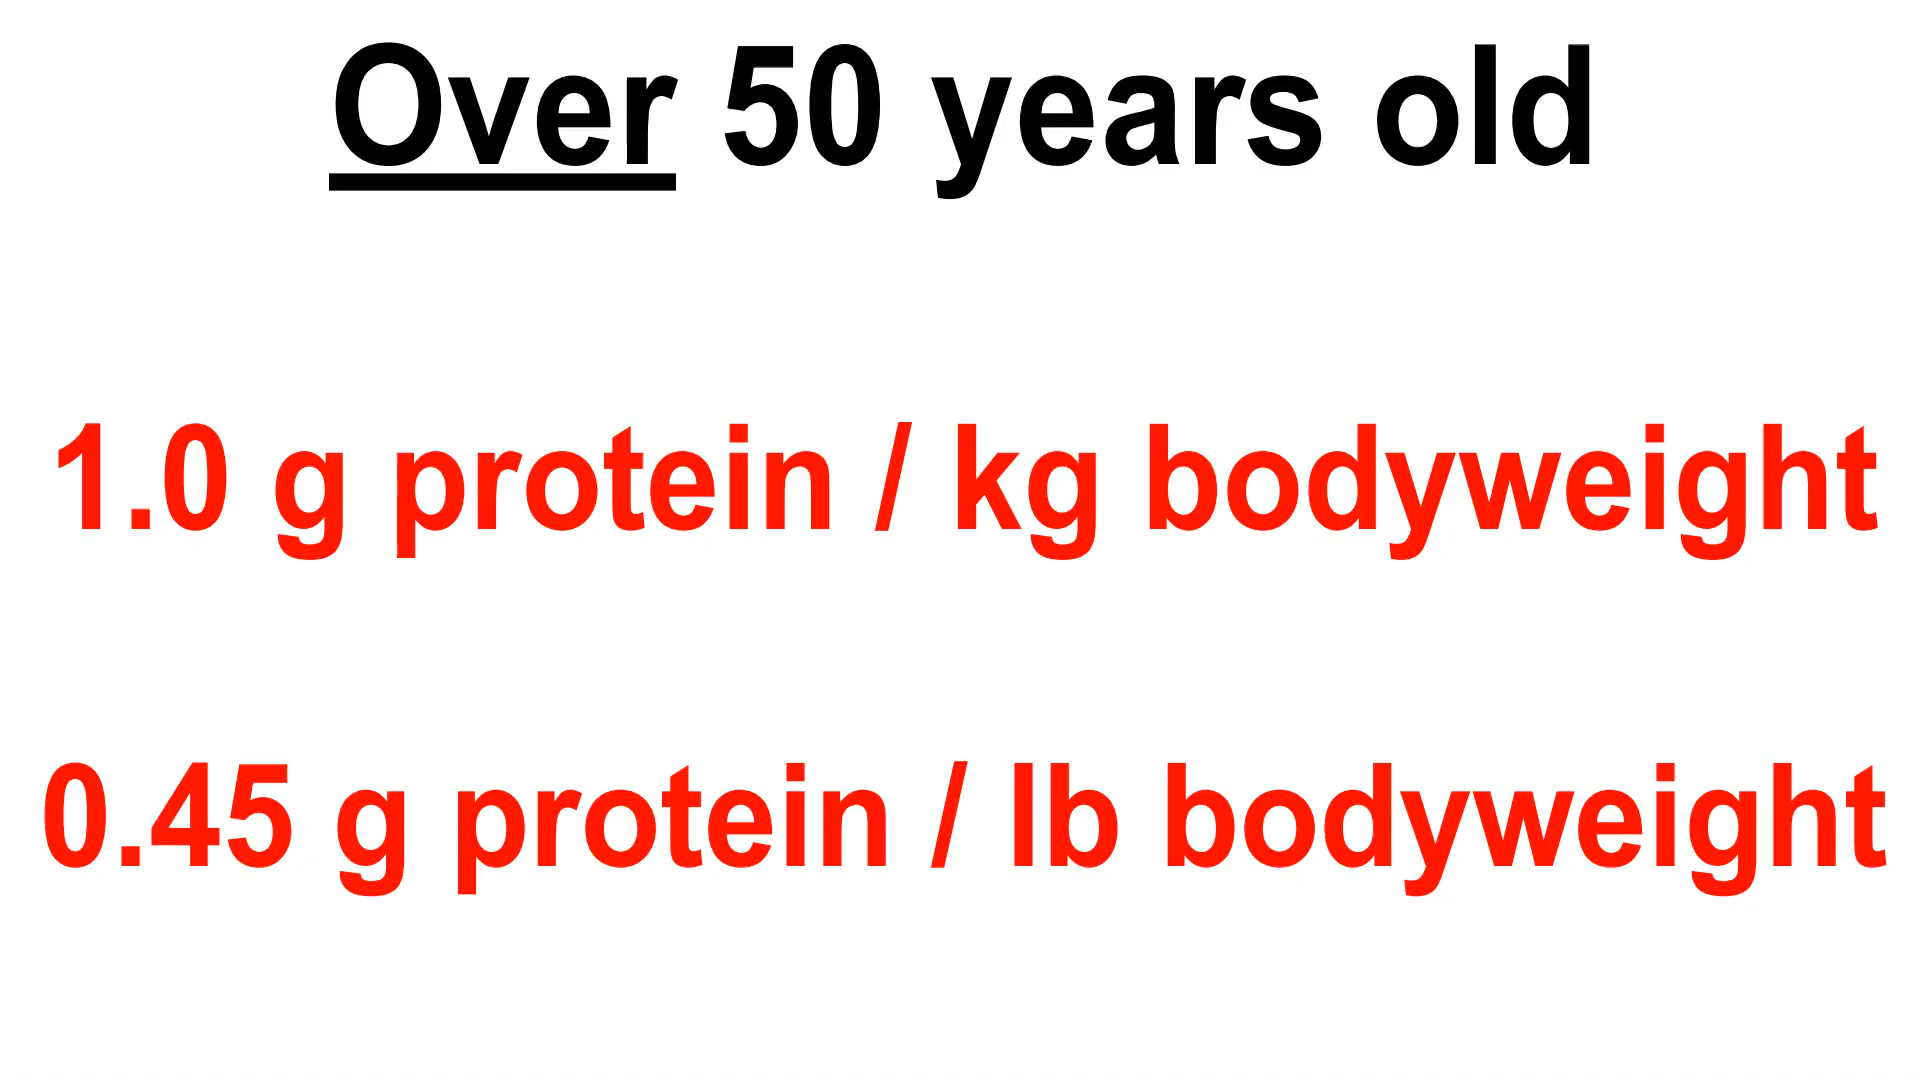 Over 50 years old
1.0 g protein / kg bodyweight
0.45 g protein / lb bodyweight